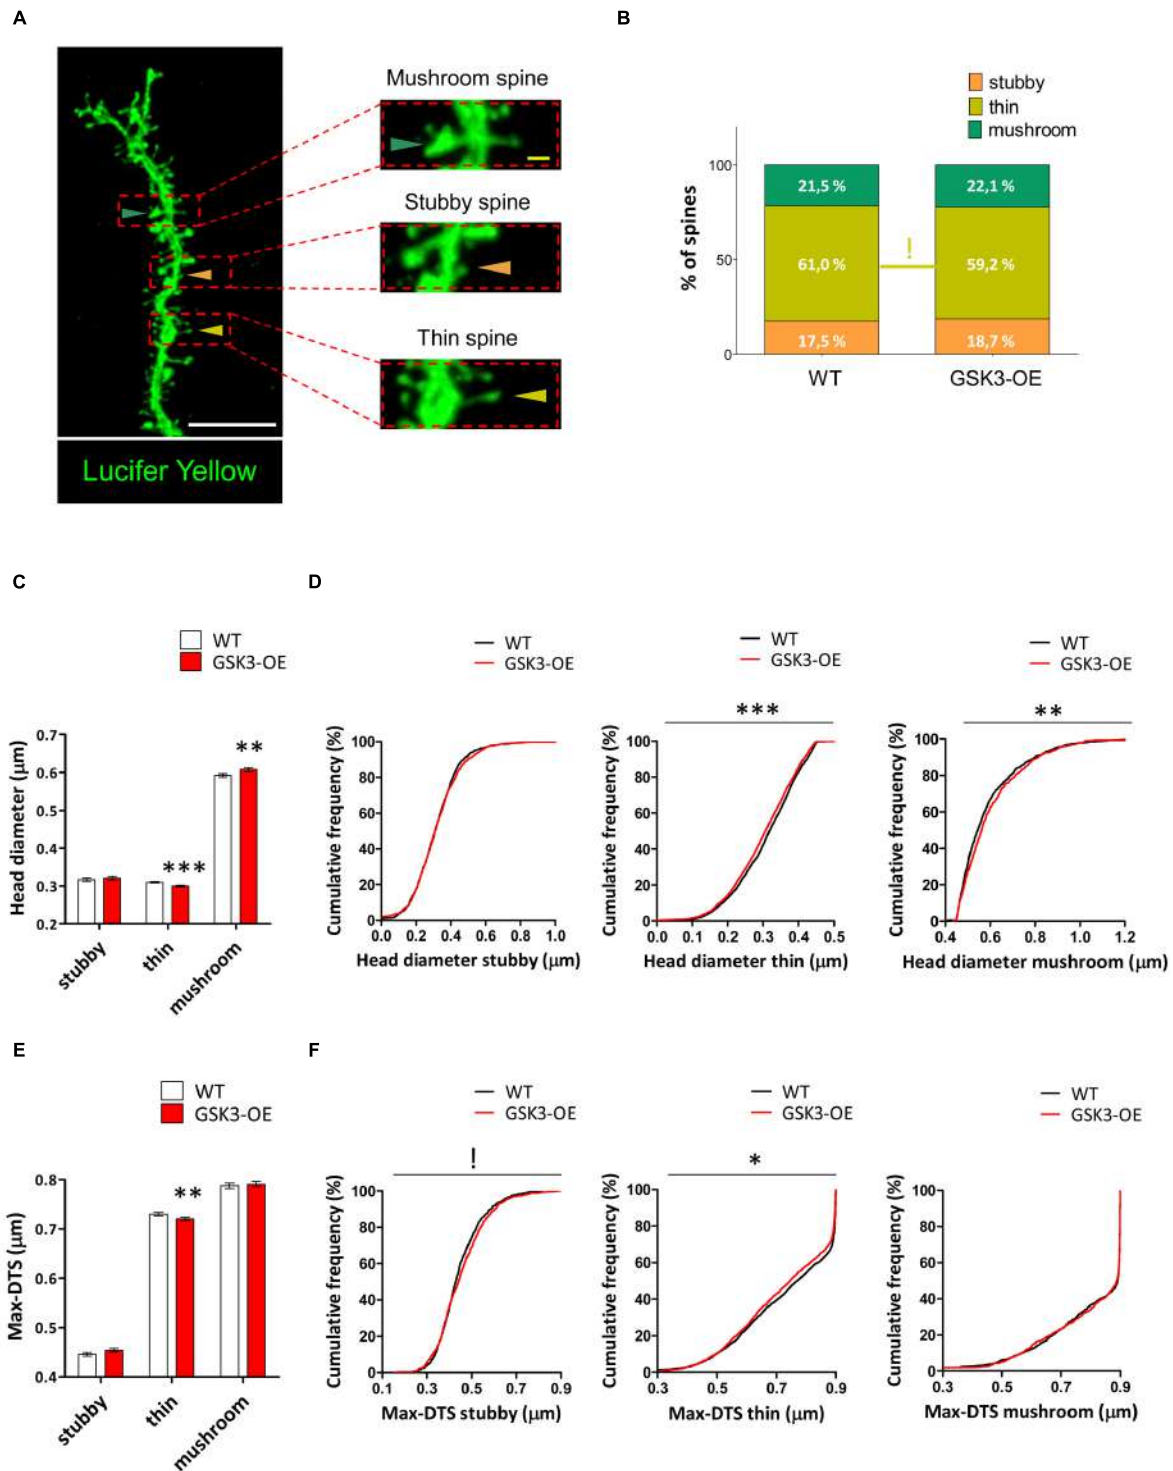 A
Mushroom spine
Stubby spine
Thin spine
Lucifer Yellow
B
stubby
thin
mushroom
% of spines
100
50
0
21,5 %
61,0 %
17,5 %
!
22,1 %
59,2 %
18,7 %
WT
GSK3-OE
C
WT
GSK3-OE
Head diameter (µm)
0.7
0.6
0.5
0.4
0.3
0.2
***
**
stubby
thin
mushroom
D
WT
GSK3-OE
Cumulative frequency (%)
100
80
60
40
20
0
0.0 0.2 0.4 0.6 0.8 1.0
Head diameter stubby (µm)
WT
GSK3-OE
***
Cumulative frequency (%)
100
80
60
40
20
0
0.0 0.1 0.2 0.3 0.4 0.5
Head diameter thin (µm)
WT
GSK3-OE
**
Cumulative frequency (%)
100
80
60
40
20
0
0.4 0.6 0.8 1.0 1.2
Head diameter mushroom (µm)
E
WT
GSK3-OE
Max-DTS (µm)
0.8
0.7
0.6
0.5
0.4
**
stubby
thin
mushroom
F
WT
GSK3-OE
!
Cumulative frequency (%)
100
80
60
40
20
0
0.1 0.3 0.5 0.7 0.9
Max-DTS stubby (µm)
WT
GSK3-OE
*
Cumulative frequency (%)
100
80
60
40
20
0
0.3 0.5 0.7 0.9
Max-DTS thin (µm)
WT
GSK3-OE
Cumulative frequency (%)
100
80
60
40
20
0
0.3 0.5 0.7 0.9
Max-DTS mushroom (µm)